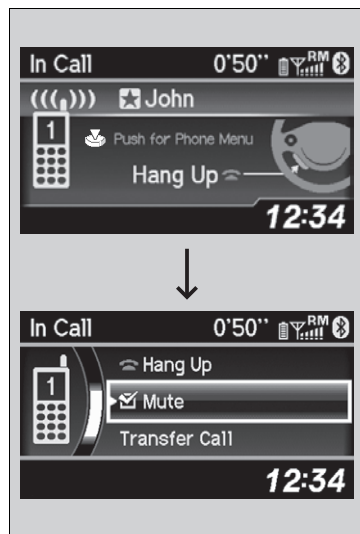 In Call 0'50'' RM
John
1
Push for Phone Menu
Hang Up
12:34
In Call 0'50'' RM
Hang Up
1
Mute
Transfer Call
12:34